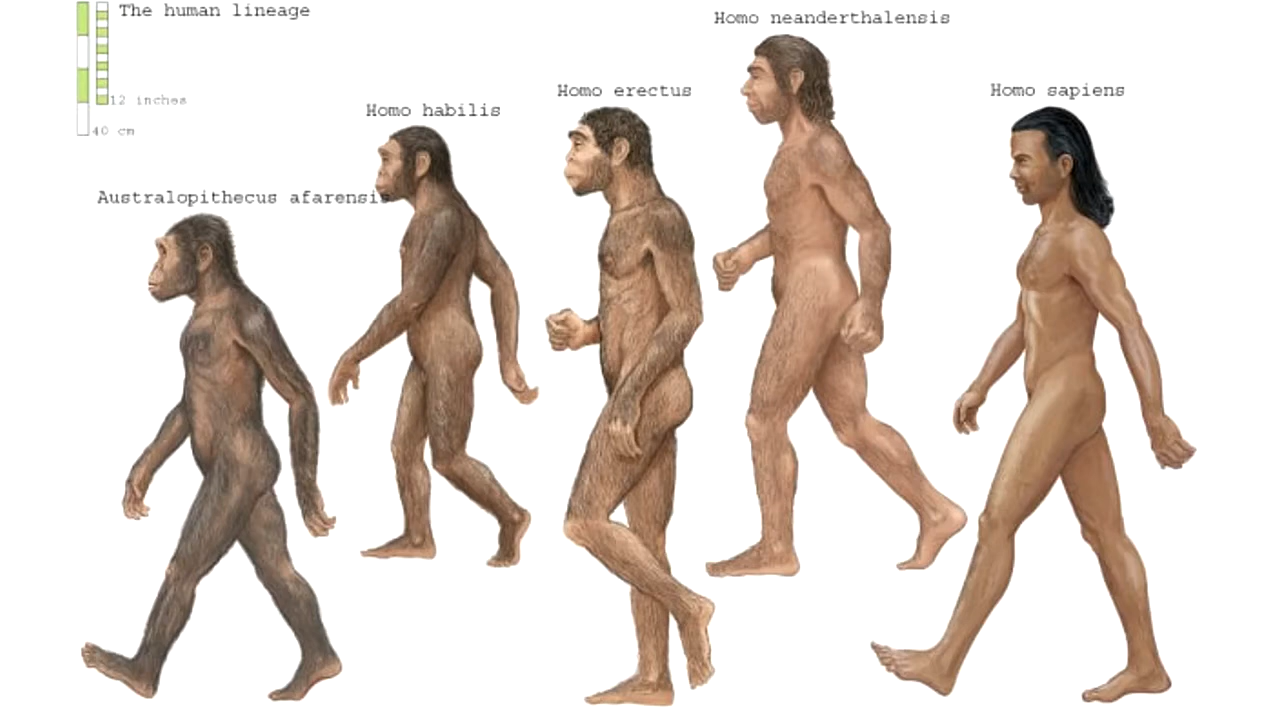 The human lineage
12 inches
40 cm
Australopithecus afarensis
Homo habilis
Homo erectus
Homo neanderthalensis
Homo sapiens